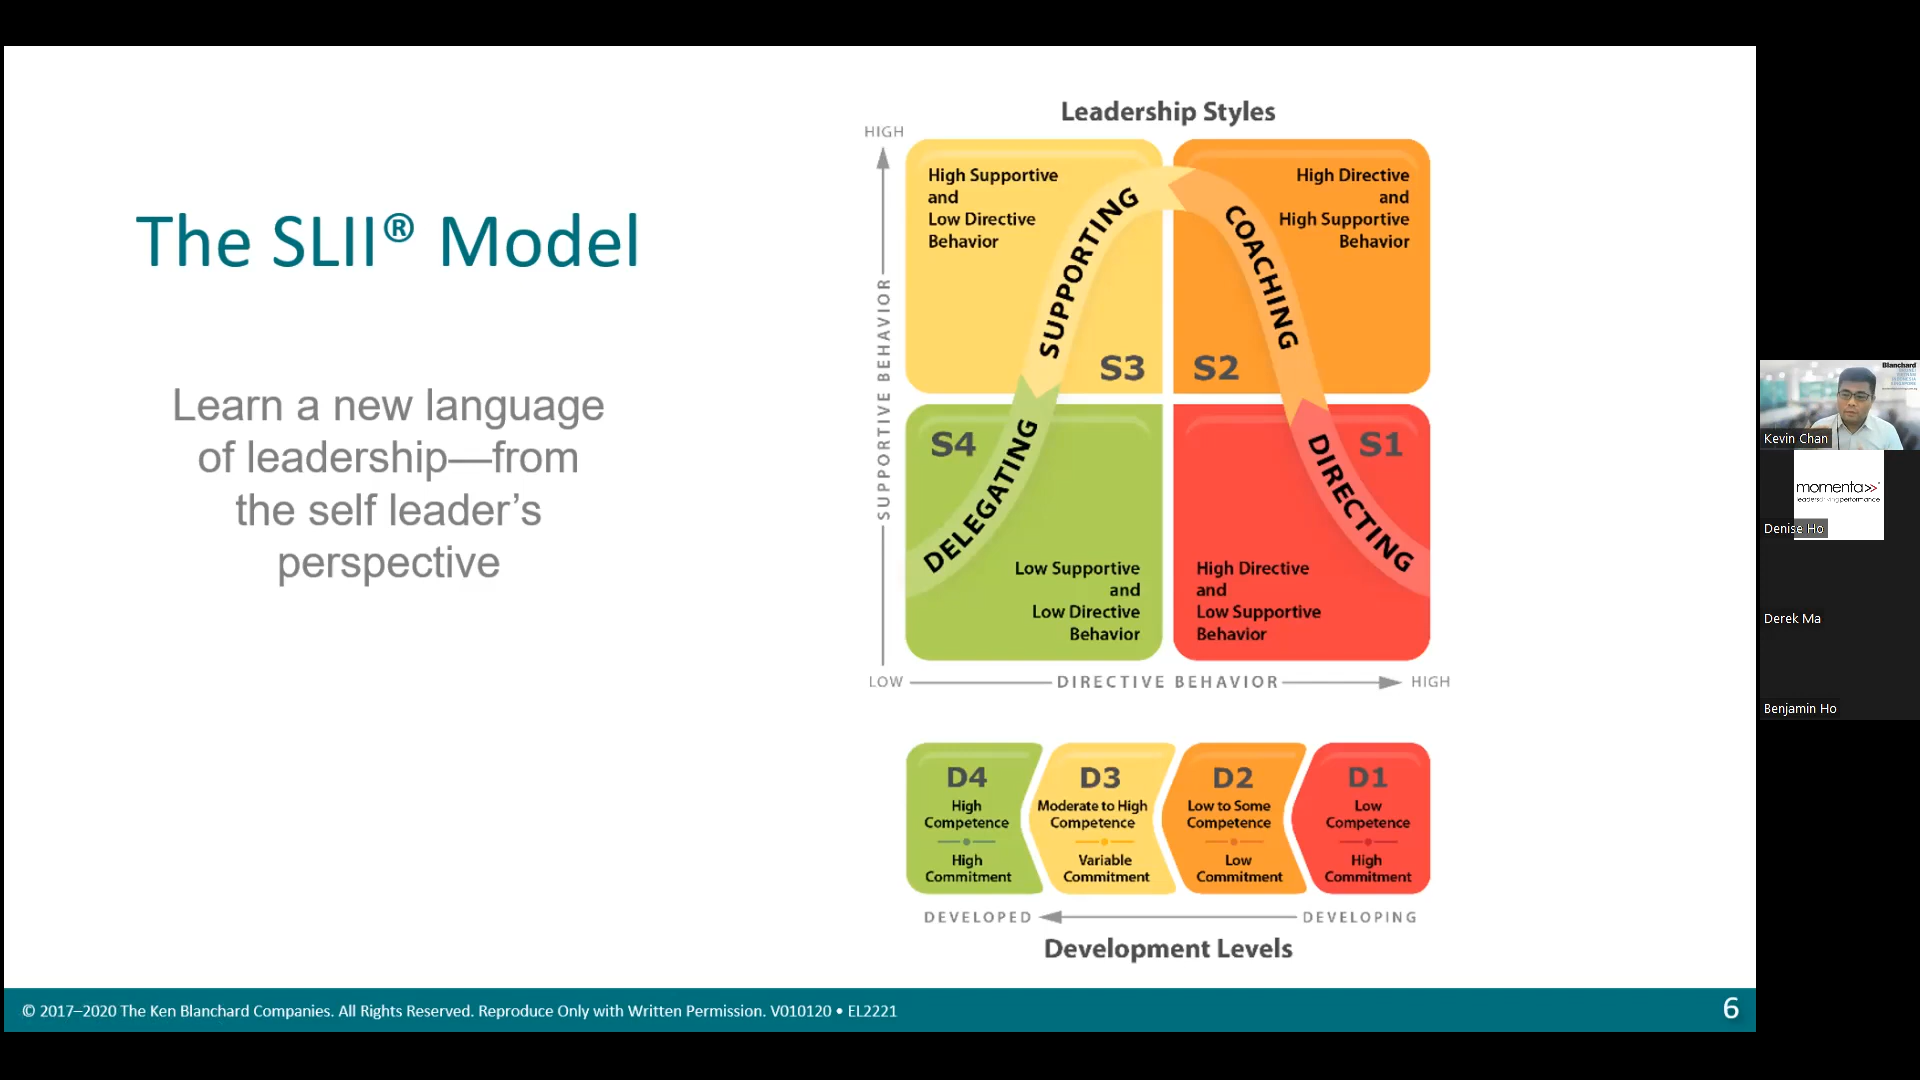 The SLII® Model
Learn a new language
of leadership—from
the self leader's
perspective
Leadership Styles
HIGH
SUPPORTIVE BEHAVIOR
High Supportive
and
Low Directive
Behavior
SUPPORTING
S3
High Directive
and
High Supportive
Behavior
COACHING
S2
S4
DELEGATING
Low Supportive
and
Low Directive
Behavior
S1
DIRECTING
High Directive
and
Low Supportive
Behavior
LOW
DIRECTIVE BEHAVIOR
HIGH
D4
High
Competence
High
Commitment
D3
Moderate to High
Competence
Variable
Commitment
D2
Low to Some
Competence
Low
Commitment
D1
Low
Competence
High
Commitment
DEVELOPED
DEVELOPING
Development Levels
© 2017–2020 The Ken Blanchard Companies. All Rights Reserved. Reproduce Only with Written Permission. V010120 • EL2221
6
Blanchard
Kevin Chan
momenta>>
leadersdrivingperformance
Denise Ho
Derek Ma
Benjamin Ho